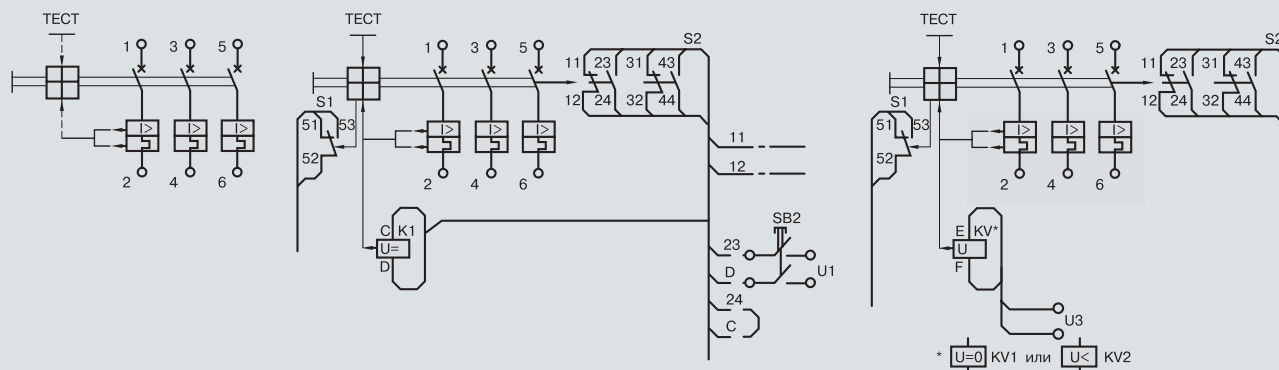 ТЕСТ ТЕСТ ТЕСТ
1 3 5 1 3 5 S2 1 3 5 S2
11 23 31 43 11 23 31 43
12 24 32 44 12 24 32 44
S1 S1
51 53 51 53
52 52
I> I> I> I> I> I> I> I> I>
11
12
2 4 6 2 4 6 2 4 6
C K1 SB2 E KV*
U= 23 U
D F
D U1
24 U3
C
* U=0 KV1 или U< KV2